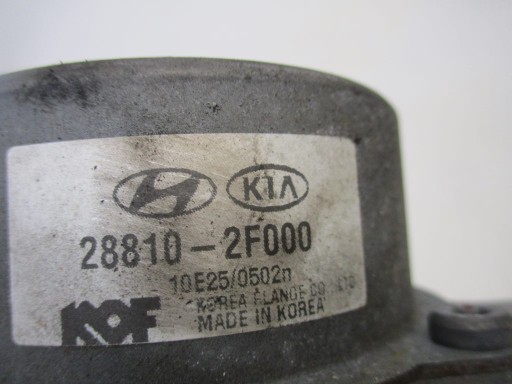 KIA
28810-2F000
10E25/0502n
KOF KOREA FLANGE CO., LTD
MADE IN KOREA